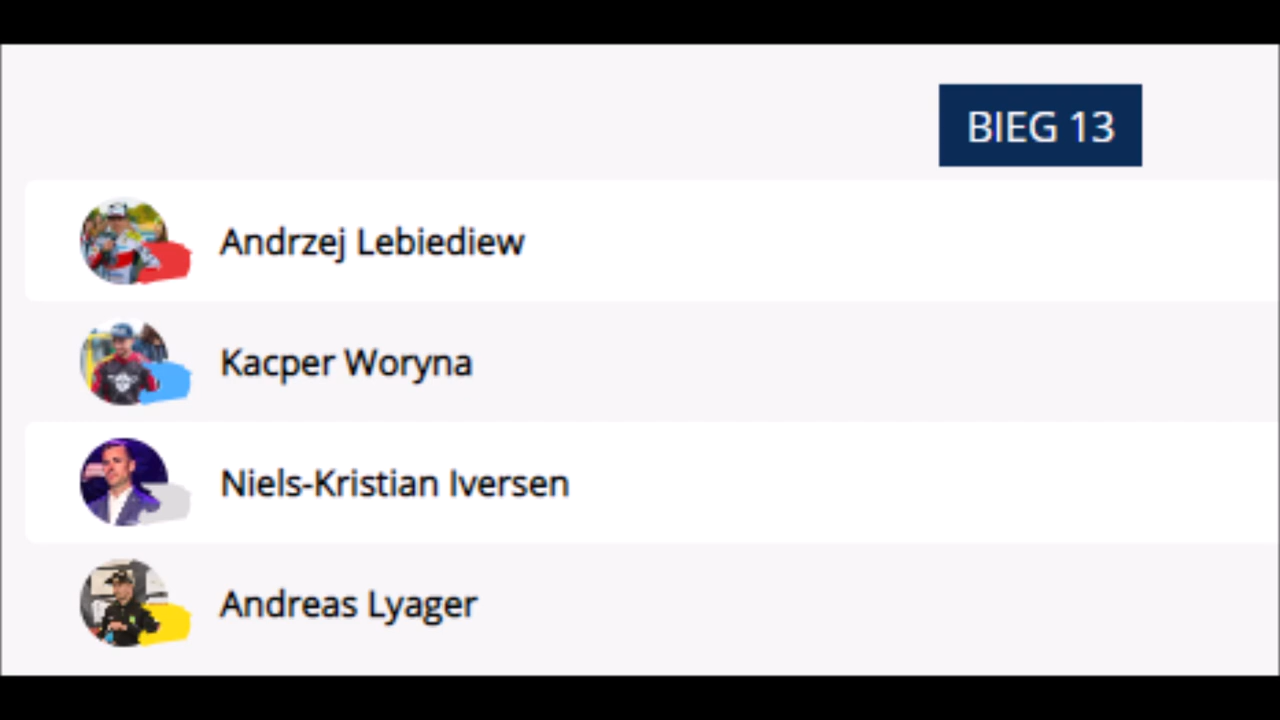 BIEG 13
Andrzej Lebiediew
Kacper Woryna
Niels-Kristian Iversen
Andreas Lyager